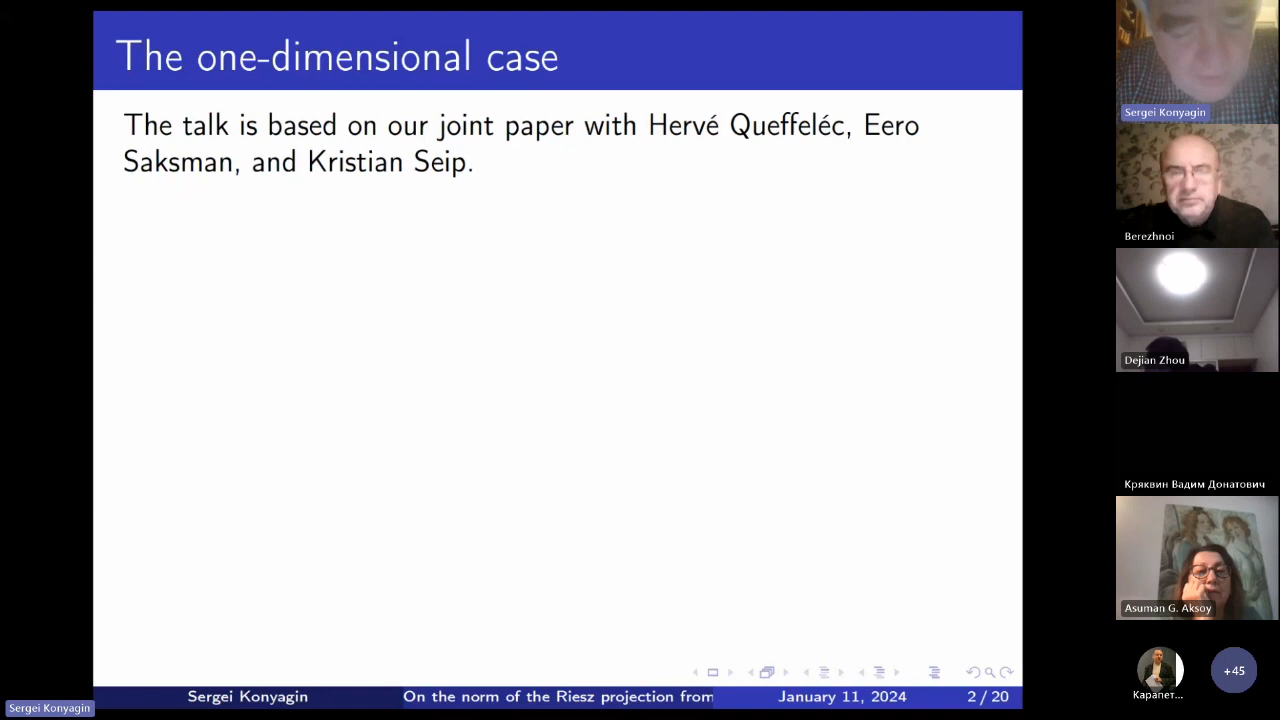 The one-dimensional case
The talk is based on our joint paper with Hervé Queffeléc, Eero
Saksman, and Kristian Seip.
Sergei Konyagin
On the norm of the Riesz projection from
January 11, 2024
2 / 20
Sergei Konyagin
Sergei Konyagin
Berezhnoi
Dejian Zhou
Кряквин Вадим Донатович
Asuman G. Aksoy
Карапет...
+45